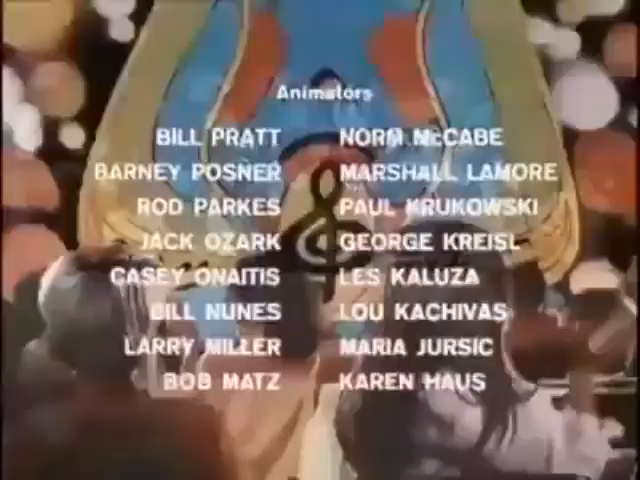 Animators
BILL PRATT NORM McCABE
BARNEY POSNER MARSHALL LAMORE
ROD PARKES PAUL KRUKOWSKI
JACK OZARK GEORGE KREISL
CASEY ONAITIS LES KALUZA
BILL NUNES LOU KACHIVAS
LARRY MILLER MARIA JURSIC
BOB MATZ KAREN HAUS